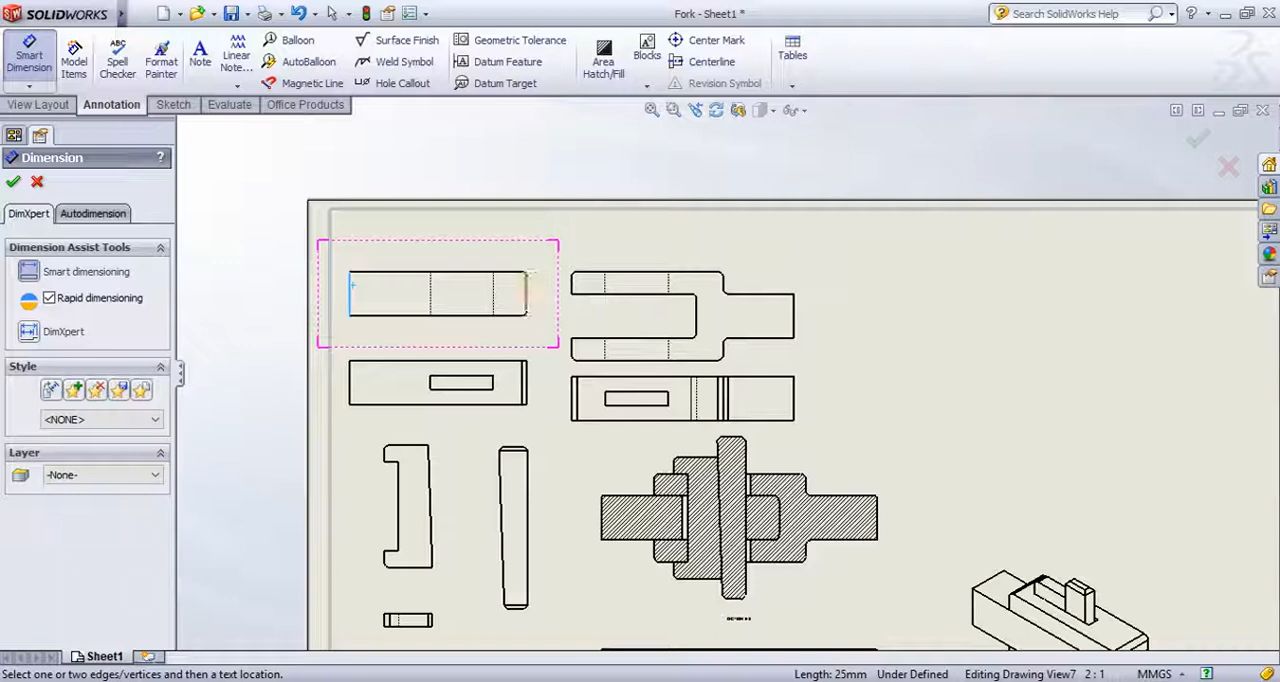 SOLIDWORKS
Fork - Sheet1 *
Search SolidWorks Help
Smart Dimension
Model Items
Spell Checker
Format Painter
Note
Linear Note...
Balloon
AutoBalloon
Magnetic Line
Surface Finish
Weld Symbol
Hole Callout
Geometric Tolerance
Datum Feature
Datum Target
Area Hatch/Fill
Blocks
Center Mark
Centerline
Revision Symbol
Tables
View Layout Annotation Sketch Evaluate Office Products
Dimension ?
DimXpert Autodimension
Dimension Assist Tools
Smart dimensioning
Rapid dimensioning
DimXpert
Style
<NONE>
Layer
-None-
Sheet1
Select one or two edges/vertices and then a text location.
Length: 25mm Under Defined Editing Drawing View7 2 : 1 MMGS